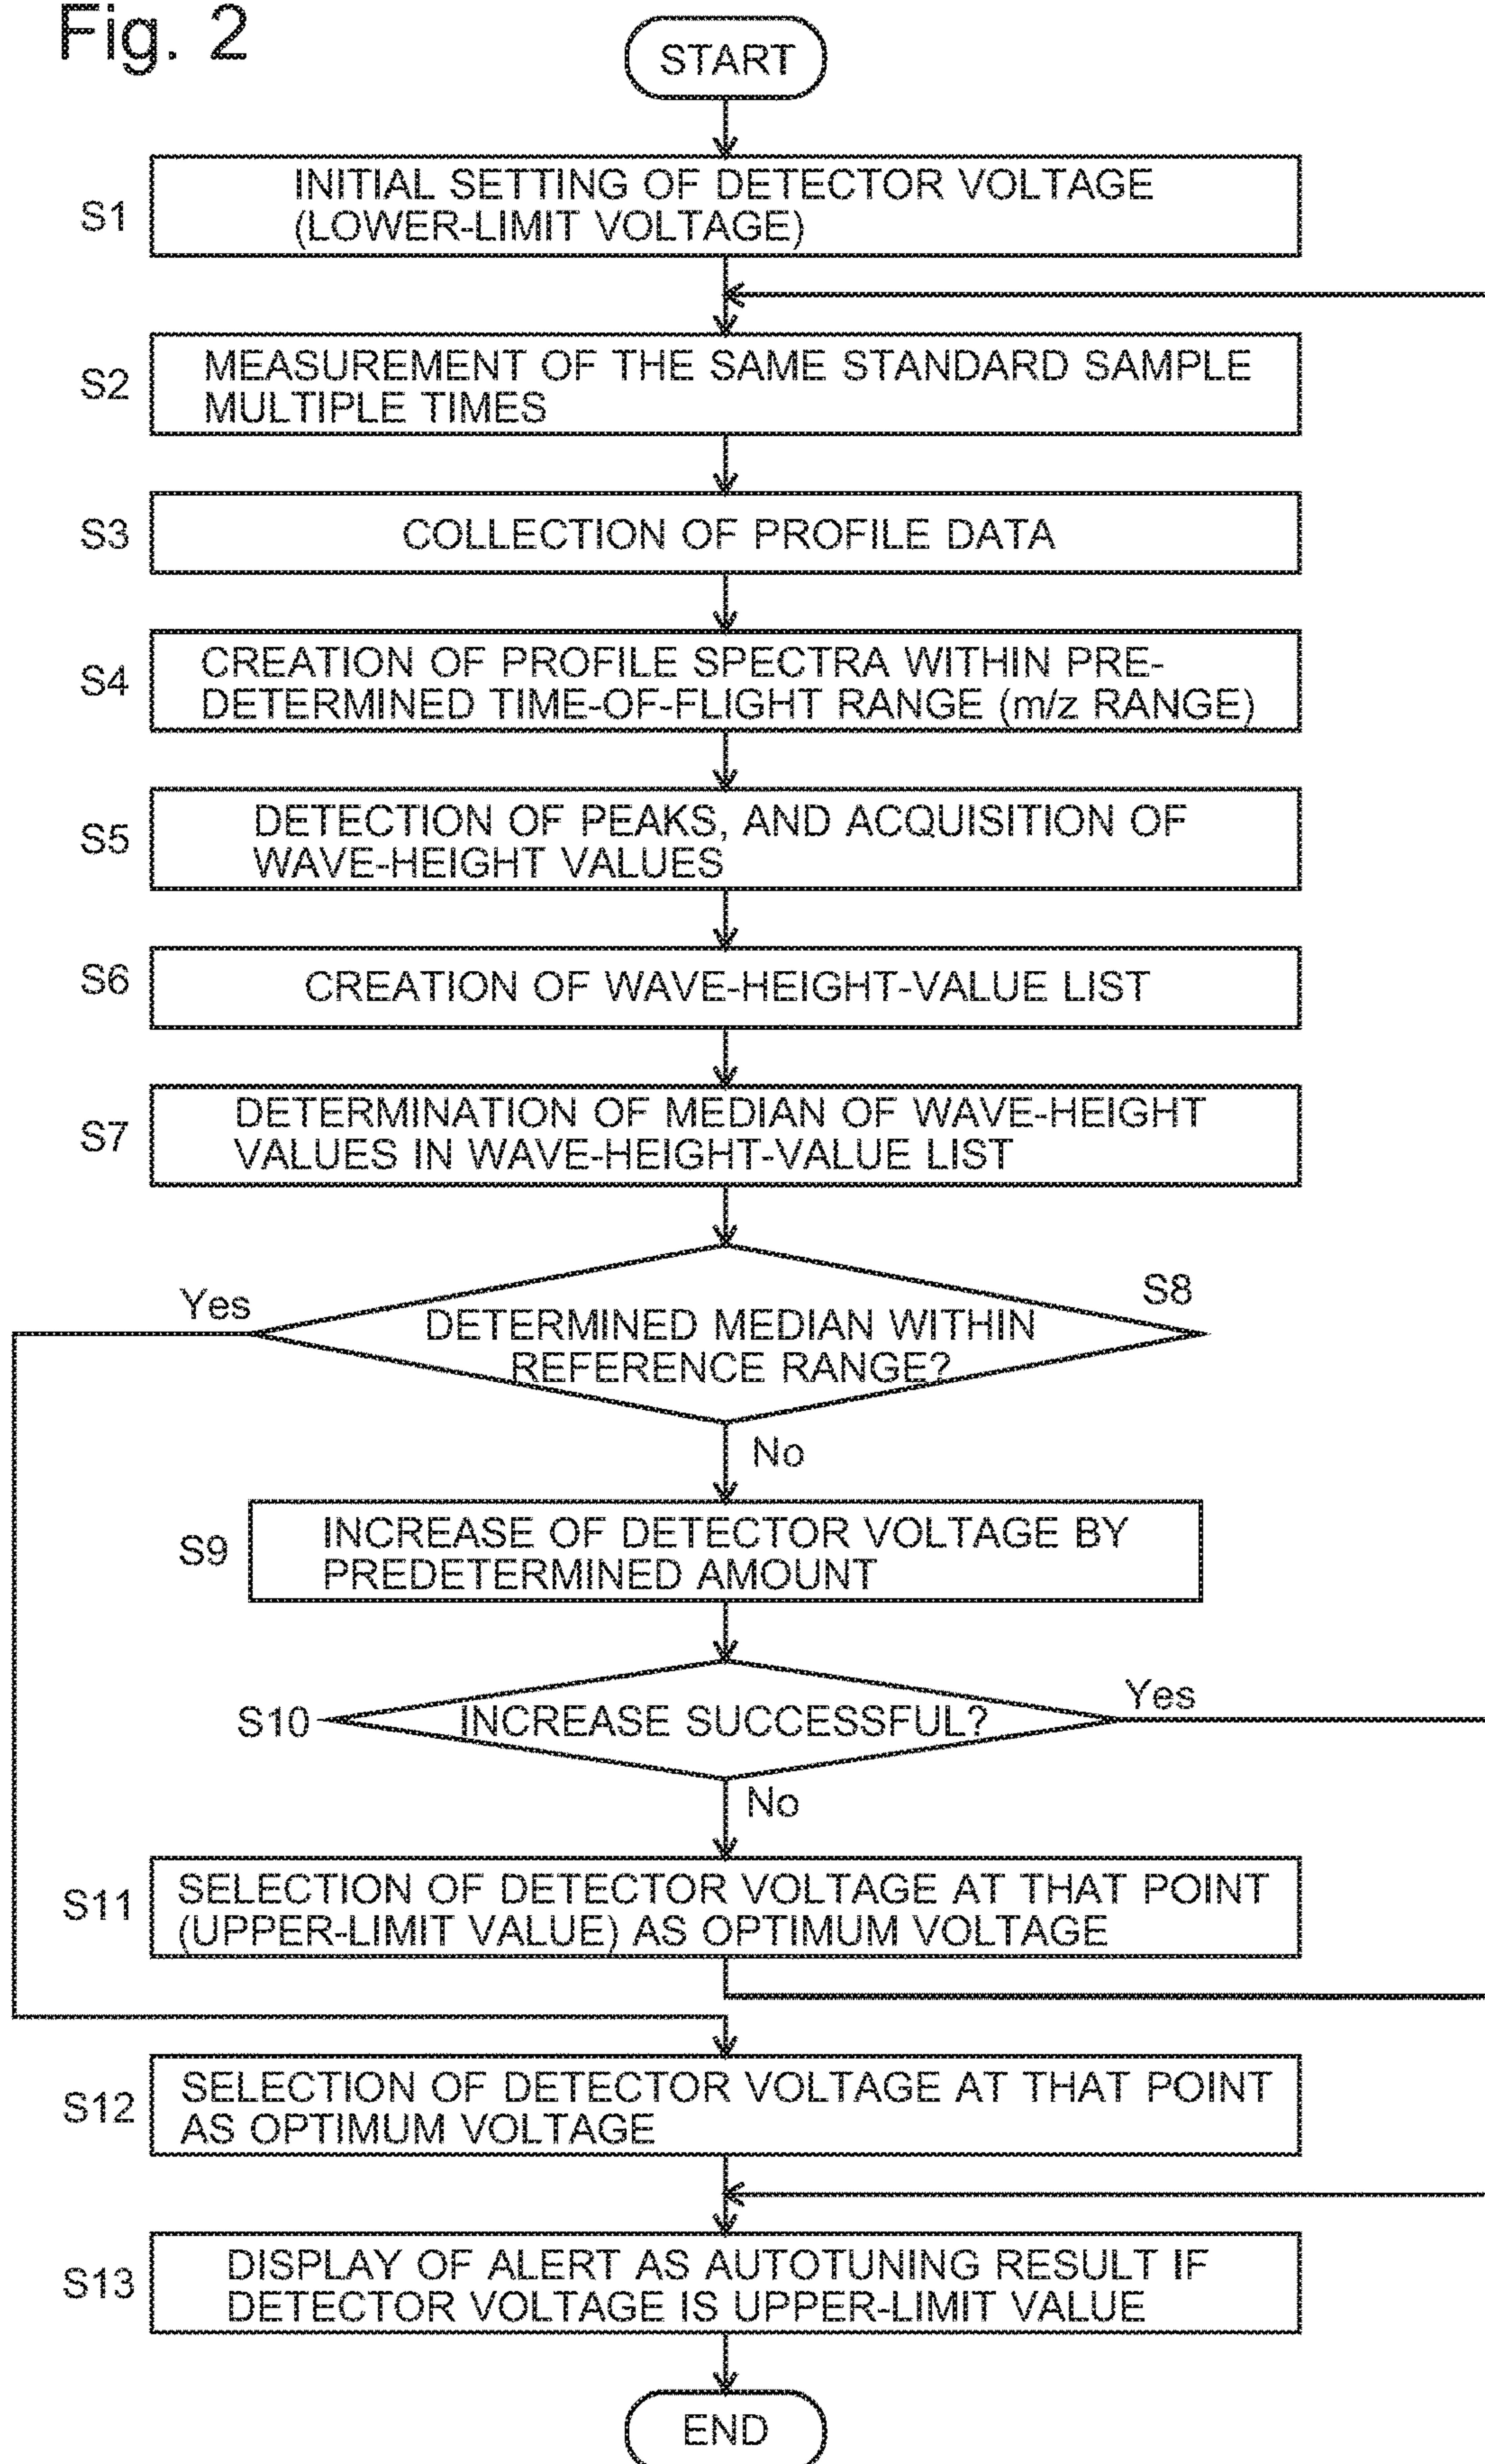 Fig. 2
START
S1
INITIAL SETTING OF DETECTOR VOLTAGE
(LOWER-LIMIT VOLTAGE)
S2
MEASUREMENT OF THE SAME STANDARD SAMPLE
MULTIPLE TIMES
S3
COLLECTION OF PROFILE DATA
S4
CREATION OF PROFILE SPECTRA WITHIN PRE-
DETERMINED TIME-OF-FLIGHT RANGE (m/z RANGE)
S5
DETECTION OF PEAKS, AND ACQUISITION OF
WAVE-HEIGHT VALUES
S6
CREATION OF WAVE-HEIGHT-VALUE LIST
S7
DETERMINATION OF MEDIAN OF WAVE-HEIGHT
VALUES IN WAVE-HEIGHT-VALUE LIST
S8
Yes
DETERMINED MEDIAN WITHIN
REFERENCE RANGE?
No
S9
INCREASE OF DETECTOR VOLTAGE BY
PREDETERMINED AMOUNT
S10
INCREASE SUCCESSFUL?
Yes
No
S11
SELECTION OF DETECTOR VOLTAGE AT THAT POINT
(UPPER-LIMIT VALUE) AS OPTIMUM VOLTAGE
S12
SELECTION OF DETECTOR VOLTAGE AT THAT POINT
AS OPTIMUM VOLTAGE
S13
DISPLAY OF ALERT AS AUTOTUNING RESULT IF
DETECTOR VOLTAGE IS UPPER-LIMIT VALUE
END